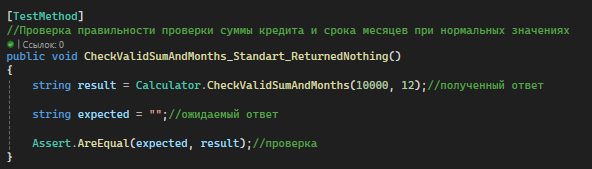 [TestMethod]
//Проверка правильности проверки суммы кредита и срока месяцев при нормальных значениях
| Ссылок: 0
public void CheckValidSumAndMonths_Standart_ReturnedNothing()
{
string result = Calculator.CheckValidSumAndMonths(10000, 12);//полученный ответ
string expected = "";//ожидаемый ответ
Assert.AreEqual(expected, result);//проверка
}